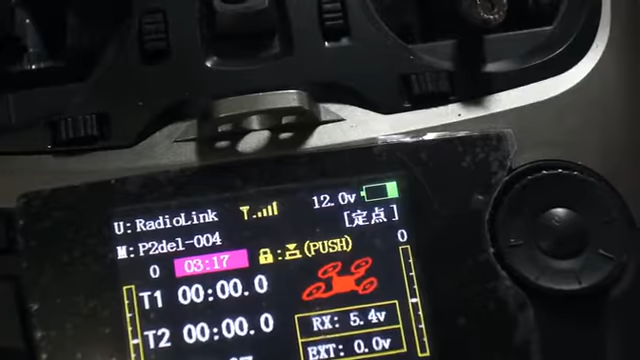 U:RadioLink 12.0v
M:P2del-004 [定点]
0 03:17 :(PUSH) 0
T1 00:00.0
T2 00:00.0
RX: 5.4v
EXT: 0.0v